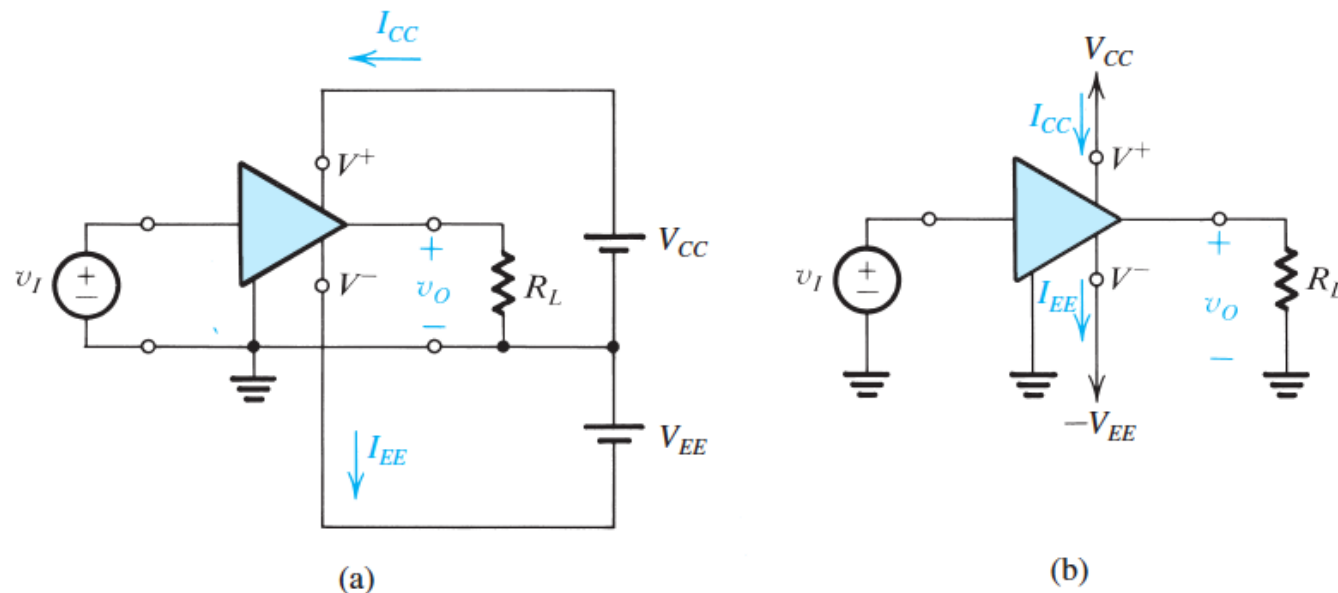 I_CC
V^+
V_CC
+
v_I
+
−
V^−
v_O
R_L
−
I_EE
V_EE
(a)
V_CC
I_CC
V^+
+
v_I
+
−
V^−
I_EE
v_O
R_L
−
−V_EE
(b)